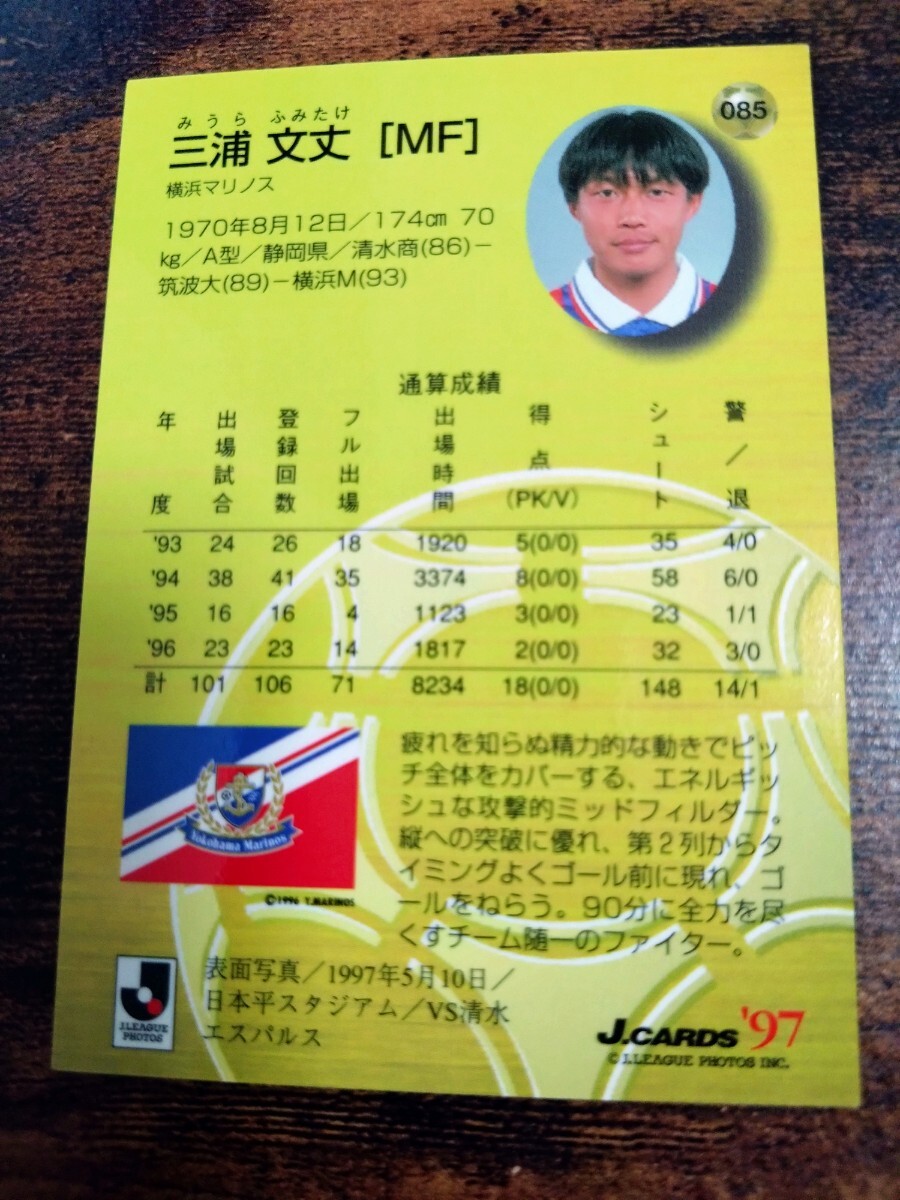 085
みうら ふみたけ
三浦 文丈 [MF]
横浜マリノス
1970年8月12日／174㎝ 70
㎏／A型／静岡県／清水商(86)－
筑波大(89)－横浜M(93)
通算成績
年度 出場試合 登録回数 フル出場 出場時間 得点(PK/V) シュート 警/退
'93 24 26 18 1920 5(0/0) 35 4/0
'94 38 41 35 3374 8(0/0) 58 6/0
'95 16 16 4 1123 3(0/0) 23 1/1
'96 23 23 14 1817 2(0/0) 32 3/0
計 101 106 71 8234 18(0/0) 148 14/1
疲れを知らぬ精力的な動きでピッ
チ全体をカバーする、エネルギッ
シュな攻撃的ミッドフィルダー。
縦への突破に優れ、第2列からタ
イミングよくゴール前に現れ、ゴ
ールをねらう。90分に全力を尽
くすチーム随一のファイター。
Yokohama Marinos
©1996 Y.MARINOS
表面写真／1997年5月10日／
日本平スタジアム／VS清水
エスパルス
J.LEAGUE
PHOTOS
J.CARDS '97
© J.LEAGUE PHOTOS INC.